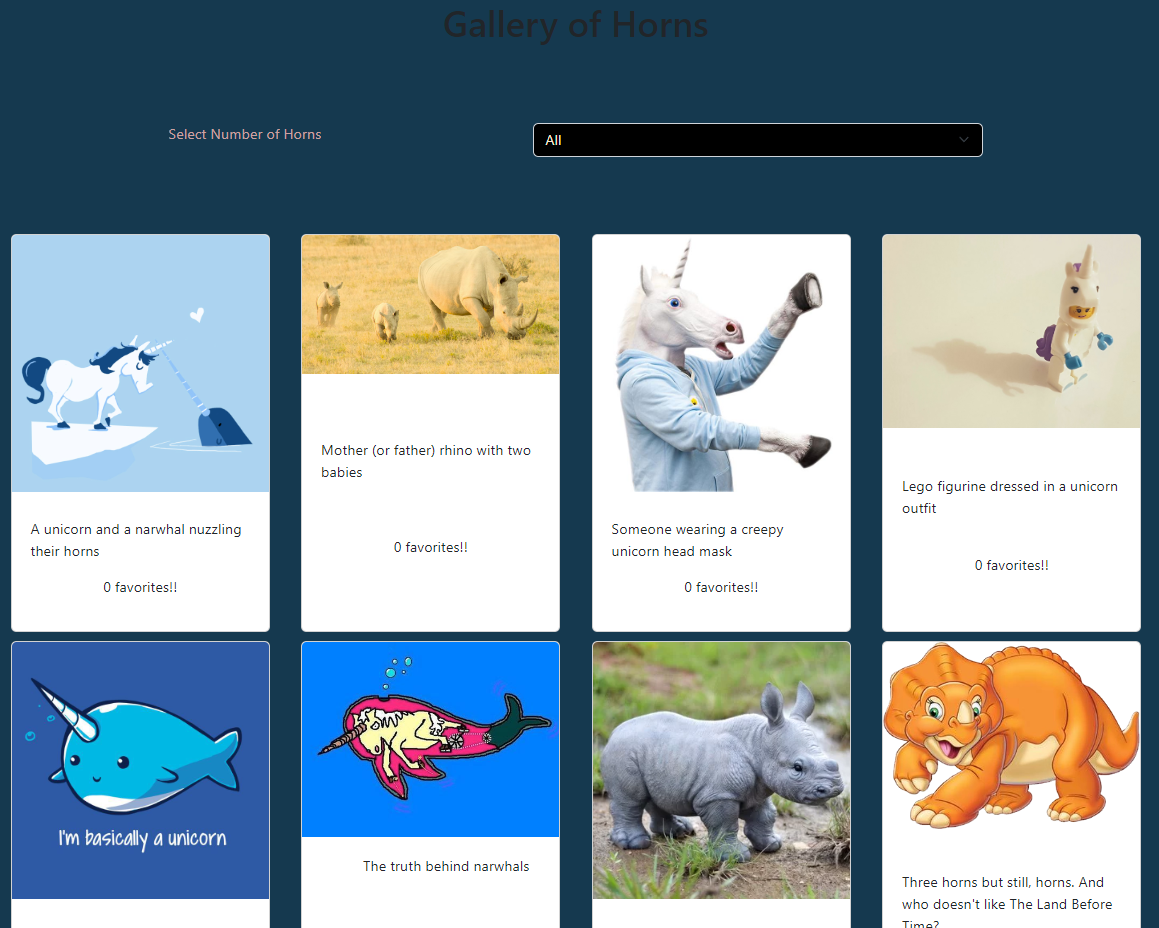 Gallery of Horns
Select Number of Horns
All
A unicorn and a narwhal nuzzling
their horns
0 favorites!!
Mother (or father) rhino with two
babies
0 favorites!!
Someone wearing a creepy
unicorn head mask
0 favorites!!
Lego figurine dressed in a unicorn
outfit
0 favorites!!
I'm basically a unicorn
The truth behind narwhals
Three horns but still, horns. And
who doesn't like The Land Before
Time?